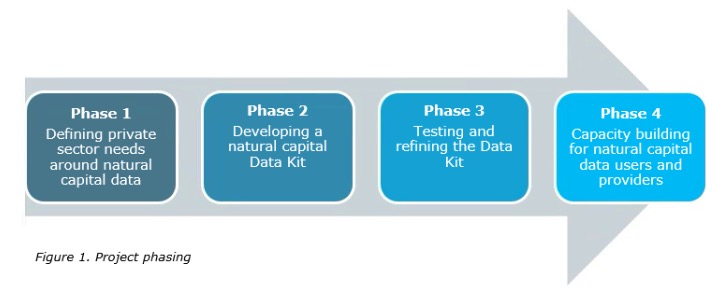 Phase 1
Defining private
sector needs
around natural
capital data
Phase 2
Developing a
natural capital
Data Kit
Phase 3
Testing and
refining the Data
Kit
Phase 4
Capacity building
for natural capital
data users and
providers
Figure 1. Project phasing